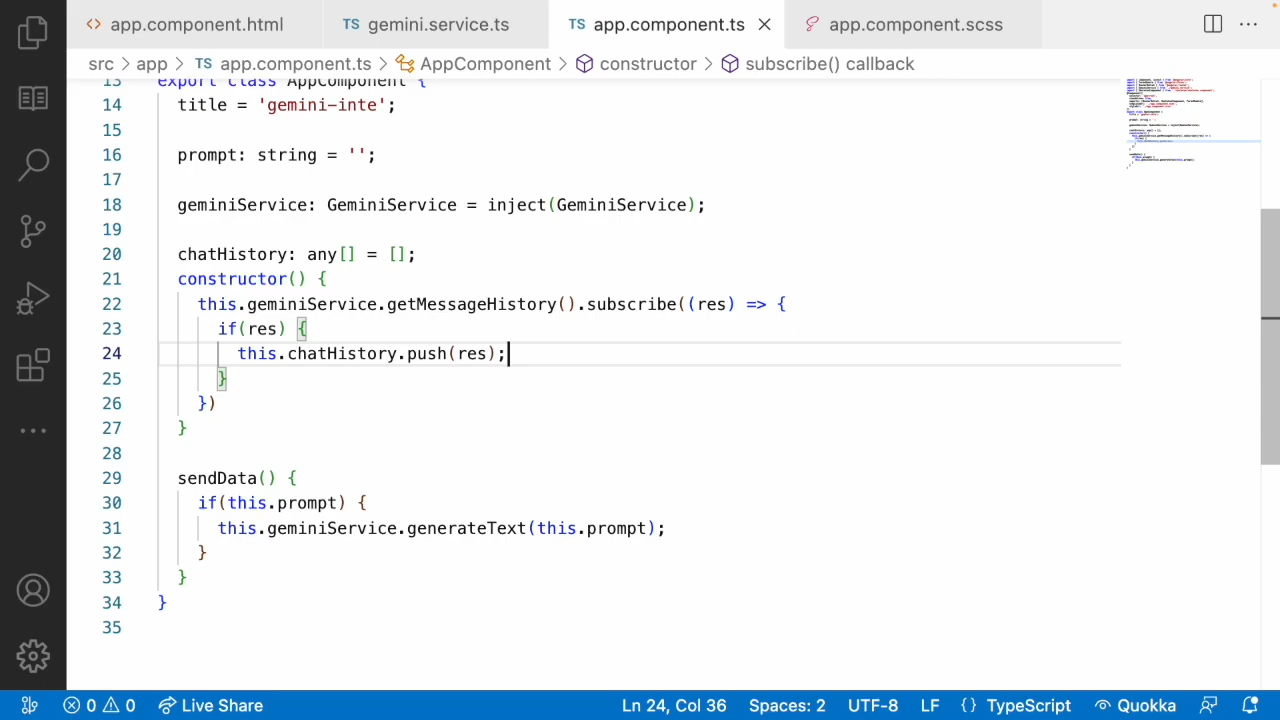 app.component.html
TS gemini.service.ts
TS app.component.ts
app.component.scss
src > app > TS app.component.ts > AppComponent > constructor > subscribe() callback
13 export class AppComponent {
14 title = 'gemini-inte';
15
16 prompt: string = '';
17
18 geminiService: GeminiService = inject(GeminiService);
19
20 chatHistory: any[] = [];
21 constructor() {
22 this.geminiService.getMessageHistory().subscribe((res) => {
23 if(res) {
24 this.chatHistory.push(res);
25 }
26 })
27 }
28
29 sendData() {
30 if(this.prompt) {
31 this.geminiService.generateText(this.prompt);
32 }
33 }
34 }
35
0 0 Live Share Ln 24, Col 36 Spaces: 2 UTF-8 LF {} TypeScript Quokka